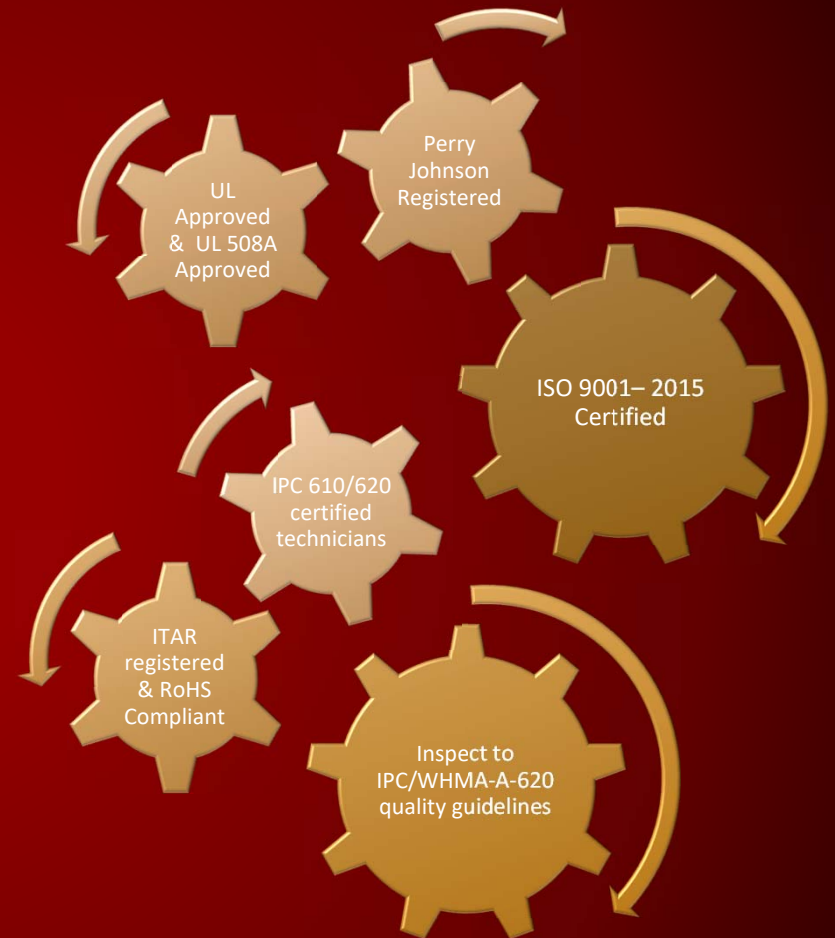 Perry
Johnson
Registered
UL
Approved
& UL 508A
Approved
ISO 9001– 2015
Certified
IPC 610/620
certified
technicians
ITAR
registered
& RoHS
Compliant
Inspect to
IPC/WHMA-A-620
quality guidelines